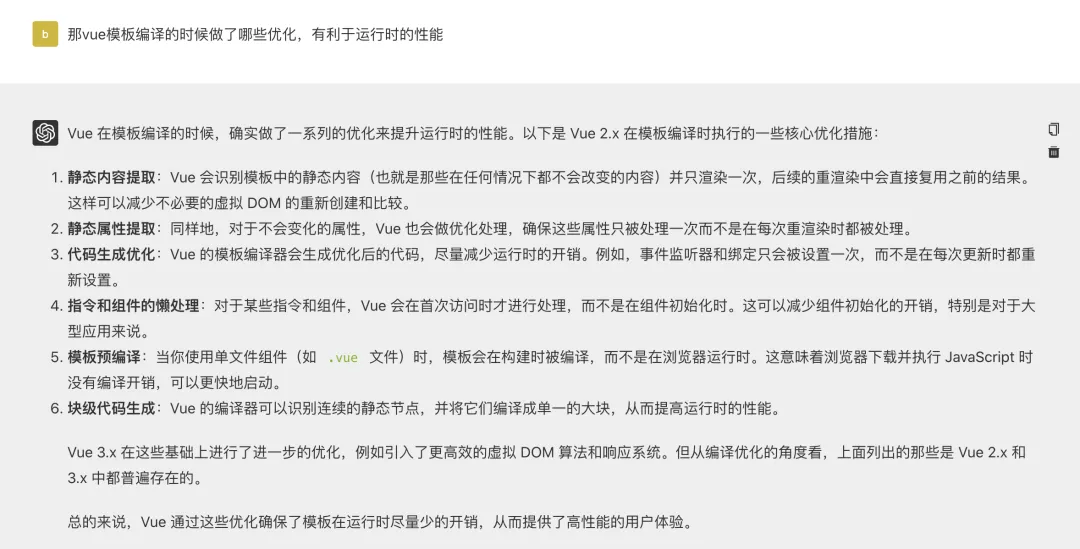 b 那vue模板编译的时候做了哪些优化，有利于运行时的性能
Vue 在模板编译的时候，确实做了一系列的优化来提升运行时的性能。以下是 Vue 2.x 在模板编译时执行的一些核心优化措施：
1. 静态内容提取：Vue 会识别模板中的静态内容（也就是那些在任何情况下都不会改变的内容）并只渲染一次，后续的重渲染中会直接复用之前的结果。
这样可以减少不必要的虚拟 DOM 的重新创建和比较。
2. 静态属性提取：同样地，对于不会变化的属性，Vue 也会做优化处理，确保这些属性只被处理一次而不是在每次重渲染时都被处理。
3. 代码生成优化：Vue 的模板编译器会生成优化后的代码，尽量减少运行时的开销。例如，事件监听器和绑定只会被设置一次，而不是在每次更新时都重
新设置。
4. 指令和组件的懒处理：对于某些指令和组件，Vue 会在首次访问时才进行处理，而不是在组件初始化时。这可以减少组件初始化的开销，特别是对于大
型应用来说。
5. 模板预编译：当你使用单文件组件（如 .vue 文件）时，模板会在构建时被编译，而不是在浏览器运行时。这意味着浏览器下载并执行 JavaScript 时
没有编译开销，可以更快地启动。
6. 块级代码生成：Vue 的编译器可以识别连续的静态节点，并将它们编译成单一的大块，从而提高运行时的性能。
Vue 3.x 在这些基础上进行了进一步的优化，例如引入了更高效的虚拟 DOM 算法和响应系统。但从编译优化的角度看，上面列出的那些是 Vue 2.x 和
3.x 中都普遍存在的。
总的来说，Vue 通过这些优化确保了模板在运行时尽量少的开销，从而提供了高性能的用户体验。